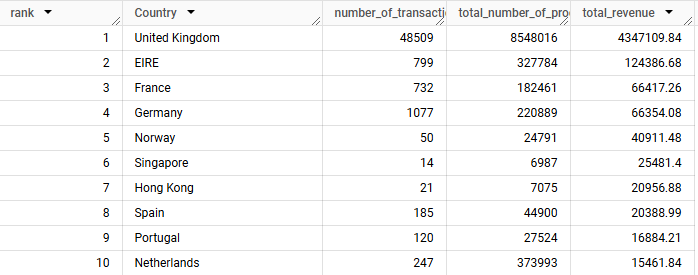 rank Country number_of_transacti total_number_of_pro total_revenue
1 United Kingdom 48509 8548016 4347109.84
2 EIRE 799 327784 124386.68
3 France 732 182461 66417.26
4 Germany 1077 220889 66354.08
5 Norway 50 24791 40911.48
6 Singapore 14 6987 25481.4
7 Hong Kong 21 7075 20956.88
8 Spain 185 44900 20388.99
9 Portugal 120 27524 16884.21
10 Netherlands 247 373993 15461.84